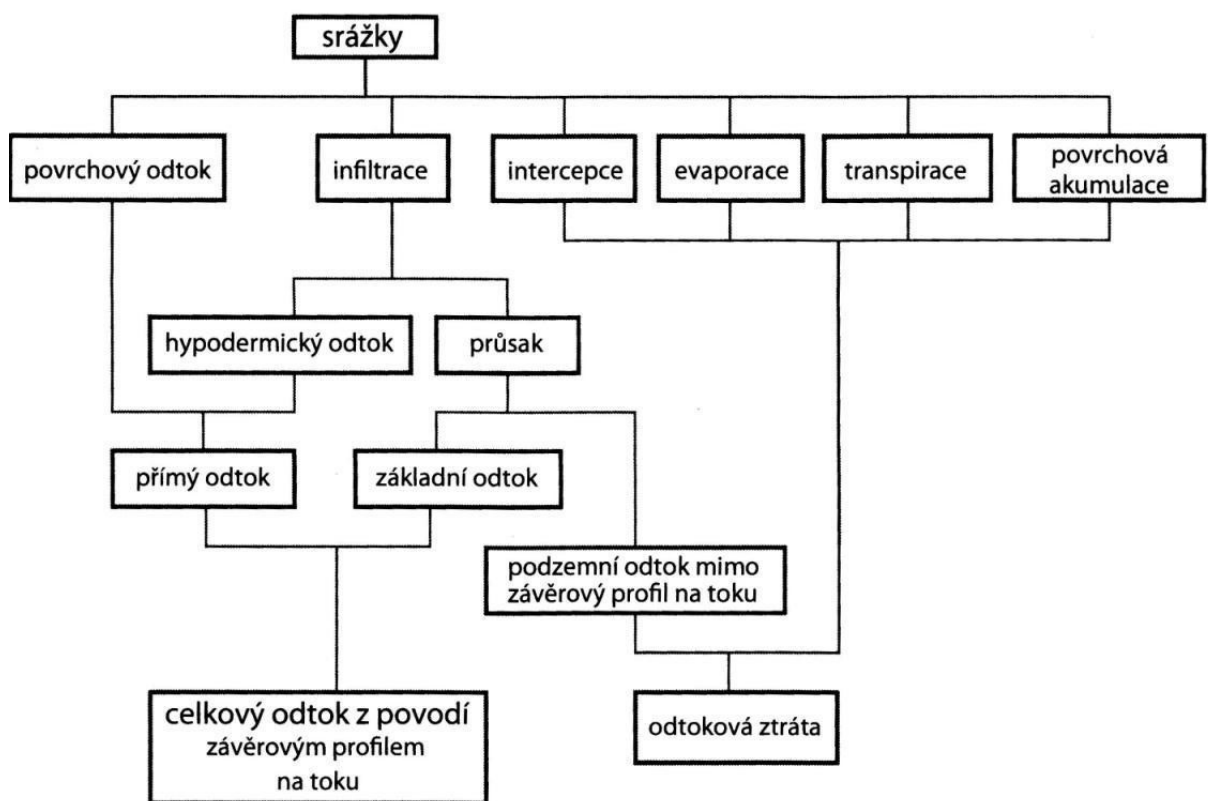 srážky
povrchový odtok
infiltrace
intercepce
evaporace
transpirace
povrchová
akumulace
hypodermický odtok
průsak
přímý odtok
základní odtok
podzemní odtok mimo
závěrový profil na toku
celkový odtok z povodí
závěrovým profilem
na toku
odtoková ztráta